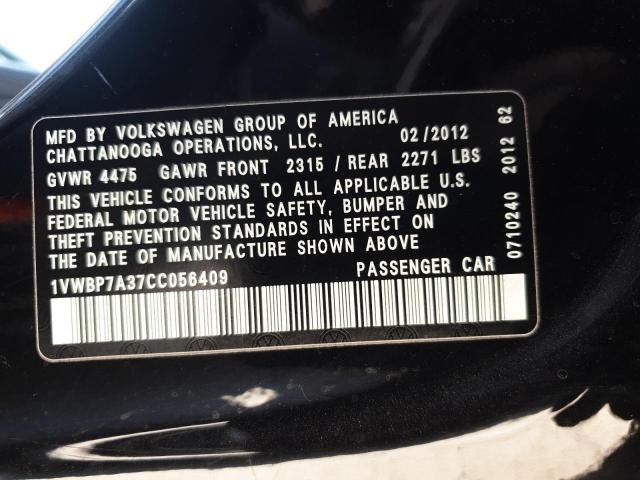 MFD BY VOLKSWAGEN GROUP OF AMERICA
CHATTANOOGA OPERATIONS, LLC. 02/2012
GVWR 4475 GAWR FRONT 2315 / REAR 2271 LBS
THIS VEHICLE CONFORMS TO ALL APPLICABLE U.S.
FEDERAL MOTOR VEHICLE SAFETY, BUMPER AND
THEFT PREVENTION STANDARDS IN EFFECT ON
THE DATE OF MANUFACTURE SHOWN ABOVE
1VWBP7A37CC056409 PASSENGER CAR
0710240 2012 62